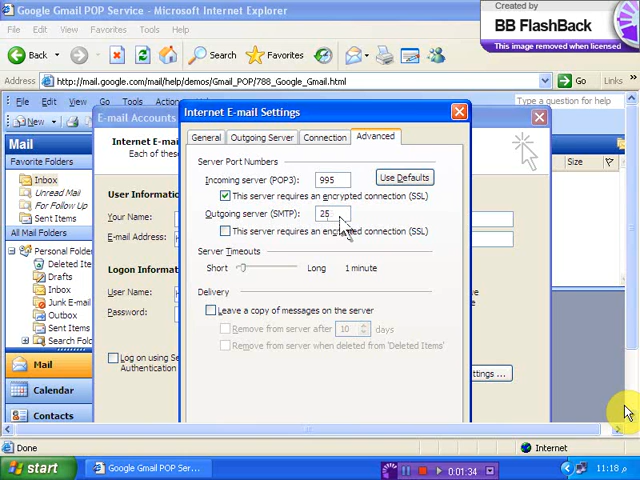 Google Gmail POP Service - Microsoft Internet Explorer
Created by
BB FlashBack
This image removed when licensed
File Edit View Favorites Tools Help
Back Search Favorites
Address http://mail.google.com/mail/help/demos/Gmail_POP/788_Google_Gmail.html Go Links »
File Edit View Go Tools Actions Help Type a question for help
New
E-mail Accounts
Internet E-mail Settings
General Outgoing Server Connection Advanced
Mail
Favorite Folders
Inbox
Unread Mail
For Follow Up
Sent Items
All Mail Folders
Personal Folders
Deleted Items
Drafts
Inbox
Junk E-mail
Outbox
Sent Items
Search Folders
Mail
Calendar
Contacts
Internet E-mail
Each of these
User Information
Your Name:
E-mail Address:
Logon Information
User Name:
Password:
Log on using Se
Authentication
Server Port Numbers
Incoming server (POP3): 995 Use Defaults
This server requires an encrypted connection (SSL)
Outgoing server (SMTP): 25
This server requires an encrypted connection (SSL)
Server Timeouts
Short Long 1 minute
Delivery
Leave a copy of messages on the server
Remove from server after 10 days
Remove from server when deleted from 'Deleted Items'
ettings ...
Size
Done Internet
start Google Gmail POP Ser... 0:01:34 11:18 م